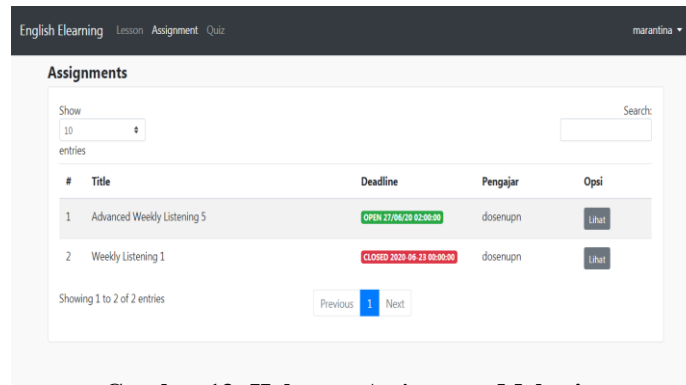 English Elearning Lesson Assignment Quiz marantina
Assignments
Show
10
entries
Search:
# Title Deadline Pengajar Opsi
1 Advanced Weekly Listening 5 OPEN 27/06/20 02:00:00 dosenupn Lihat
2 Weekly Listening 1 CLOSED 2020-06-23 00:00:00 dosenupn Lihat
Showing 1 to 2 of 2 entries
Previous 1 Next